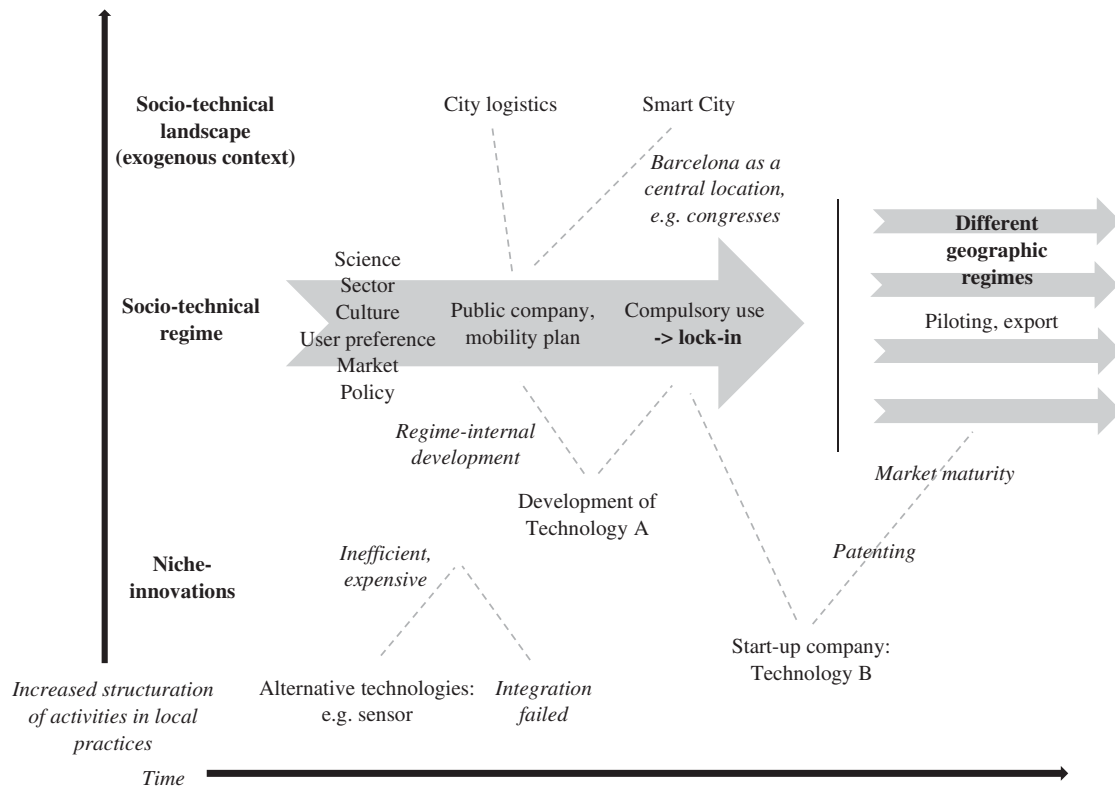 Socio-technical
landscape
(exogenous context)
City logistics
Smart City
Barcelona as a
central location,
e.g. congresses
Socio-technical
regime
Science
Sector
Culture
User preference
Market
Policy
Public company,
mobility plan
Compulsory use
-> lock-in
Different
geographic
regimes
Piloting, export
Regime-internal
development
Development of
Technology A
Market maturity
Patenting
Niche-
innovations
Inefficient,
expensive
Start-up company:
Technology B
Alternative technologies:
e.g. sensor
Integration
failed
Increased structuration
of activities in local
practices
Time